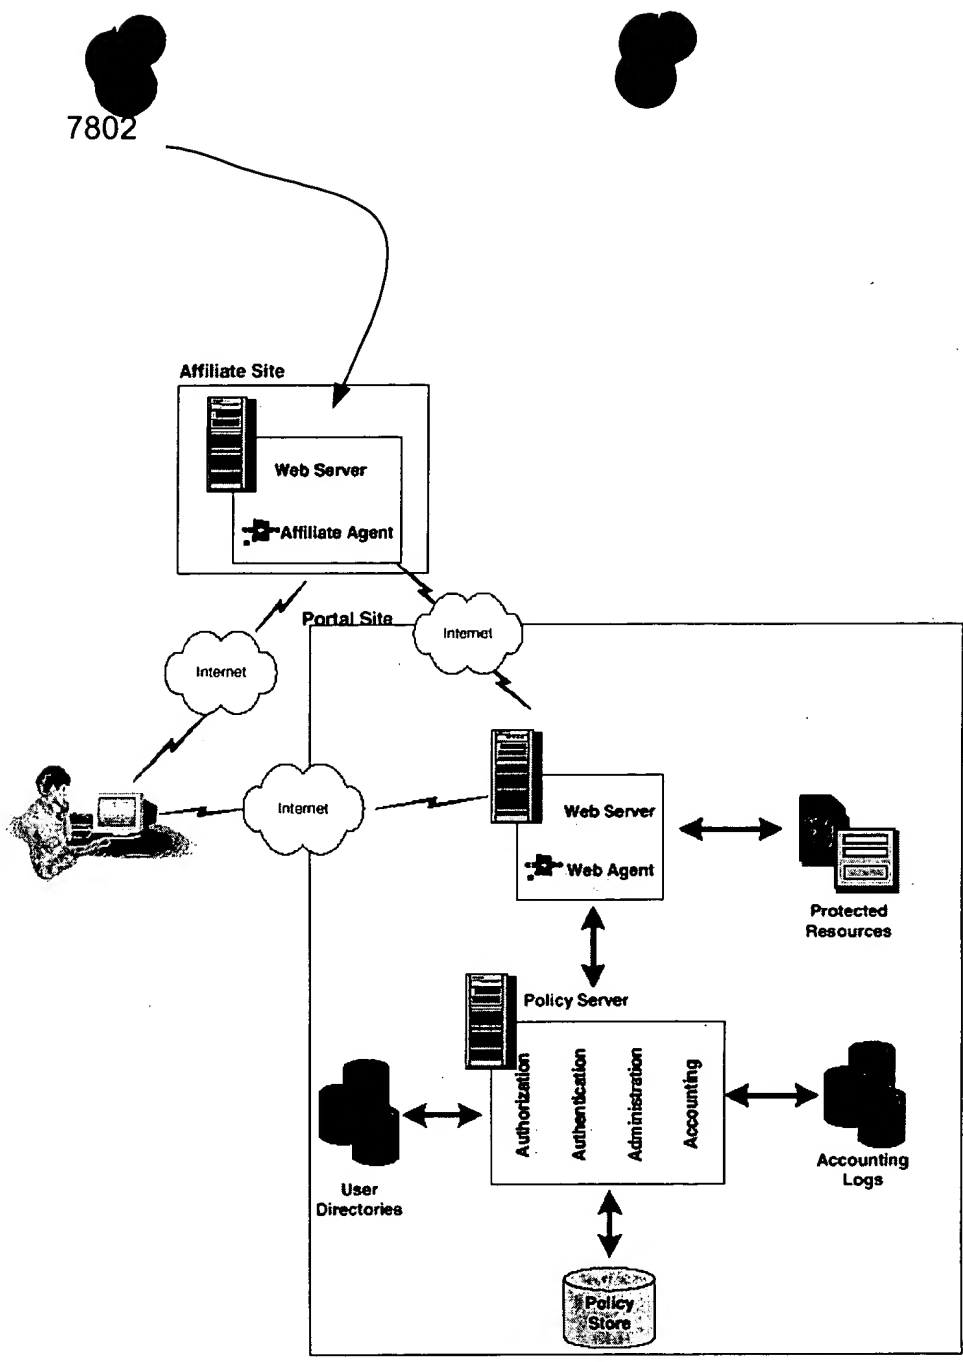 7802
Affiliate Site
Web Server
Affiliate Agent
Portal Site
Internet
Internet
Internet
Web Server
Web Agent
Protected
Resources
Policy Server
Authorization
Authentication
Administration
Accounting
User
Directories
Accounting
Logs
Policy
Store